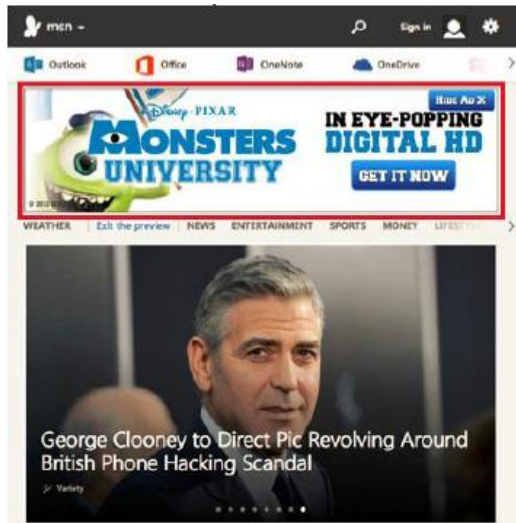 msn
Sign in
Outlook
Office
OneNote
OneDrive
Disney·PIXAR
MONSTERS
UNIVERSITY
Hide Ad X
IN EYE-POPPING
DIGITAL HD
GET IT NOW
WEATHER Exit the preview NEWS ENTERTAINMENT SPORTS MONEY
George Clooney to Direct Pic Revolving Around
British Phone Hacking Scandal
Variety